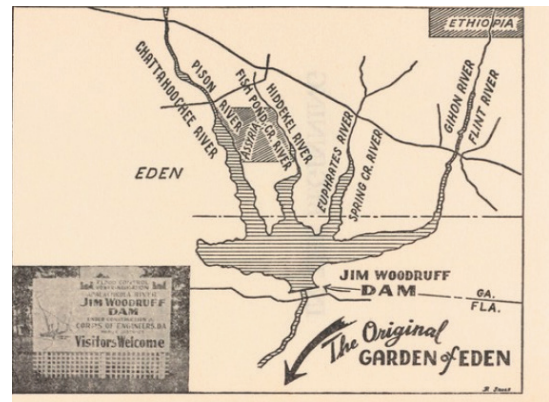 ETHIOPIA
CHATTAHOOCHEE RIVER
PISON RIVER
ASSYRIA
FISH POND CR. RIVER
HIDDEKEL RIVER
EUPHRATES RIVER
SPRING CR. RIVER
GIHON RIVER
FLINT RIVER
EDEN
JIM WOODRUFF
DAM
GA.
FLA.
The Original
GARDEN of EDEN
JIM WOODRUFF
DAM
CORPS OF ENGINEERS, U.S.A.
Visitors Welcome